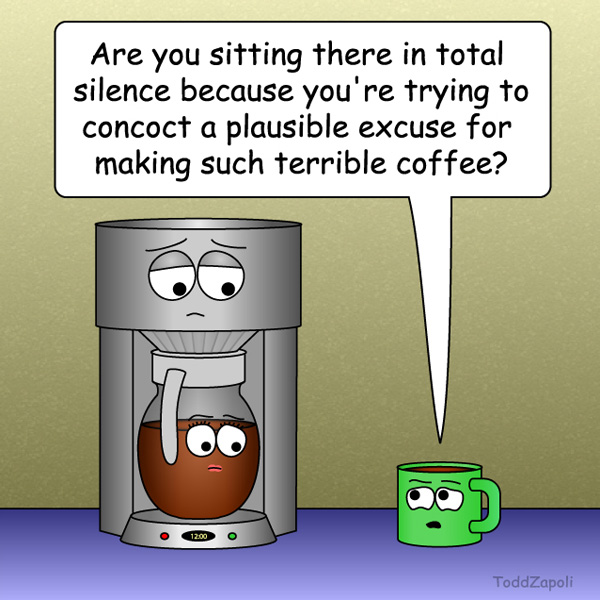 Are you sitting there in total
silence because you're trying to
concoct a plausible excuse for
making such terrible coffee?
12:00
ToddZapoli